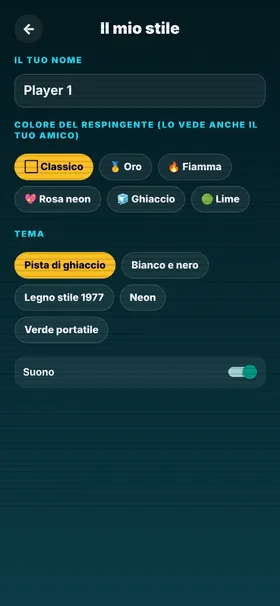 Il mio stile
IL TUO NOME
Player 1
COLORE DEL RESPINGENTE (LO VEDE ANCHE IL
TUO AMICO)
Classico
Oro
Fiamma
Rosa neon
Ghiaccio
Lime
TEMA
Pista di ghiaccio
Bianco e nero
Legno stile 1977
Neon
Verde portatile
Suono